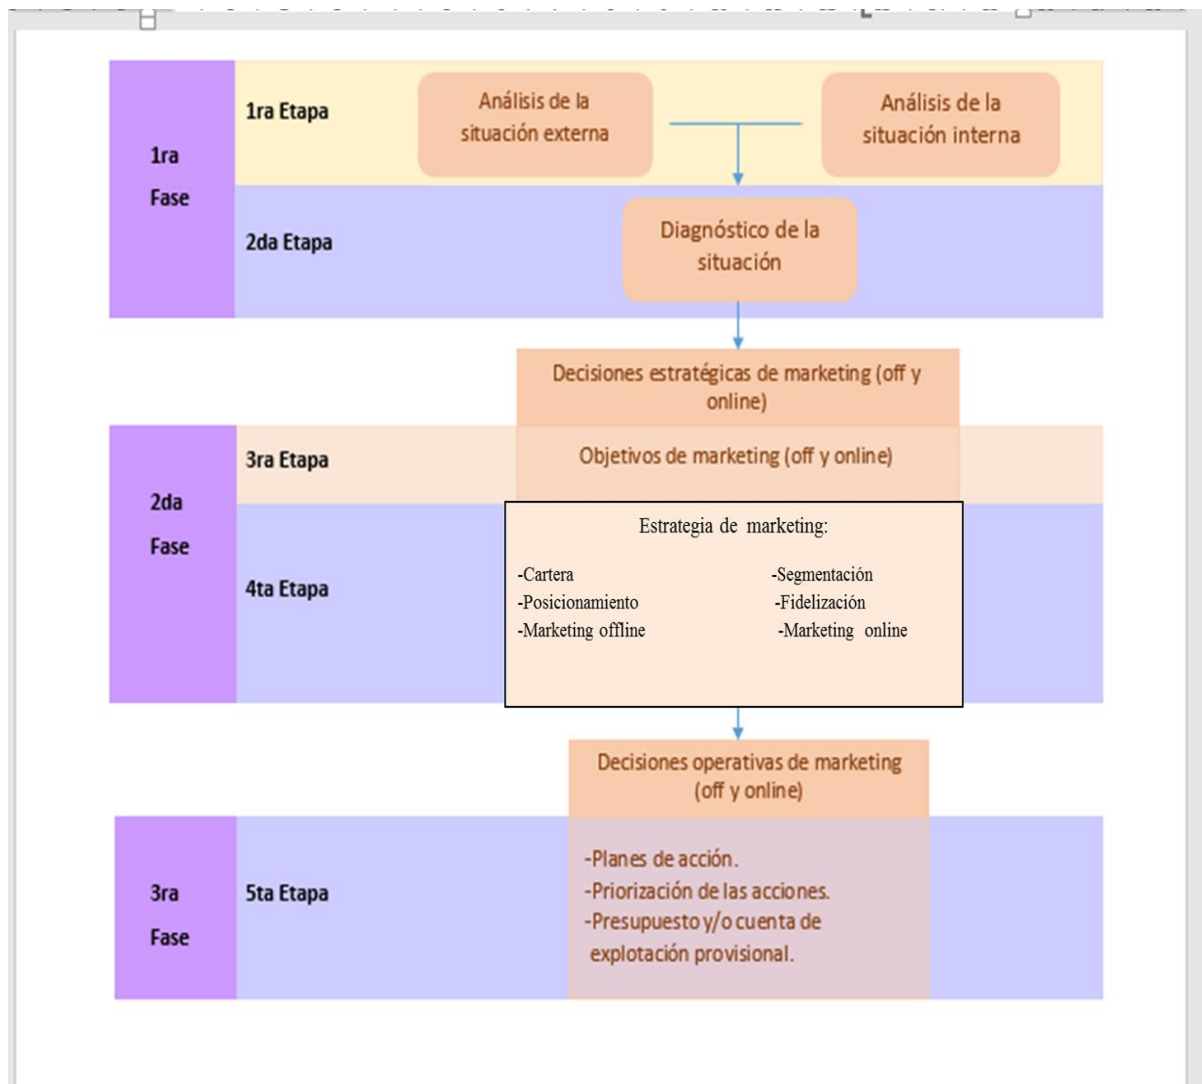 1ra
Fase
1ra Etapa
Análisis de la
situación externa
Análisis de la
situación interna
2da Etapa
Diagnóstico de la
situación
Decisiones estratégicas de marketing (off y
online)
2da
Fase
3ra Etapa
Objetivos de marketing (off y online)
4ta Etapa
Estrategia de marketing:
-Cartera
-Segmentación
-Posicionamiento
-Fidelización
-Marketing offline
-Marketing online
Decisiones operativas de marketing
(off y online)
3ra
Fase
5ta Etapa
-Planes de acción.
-Priorización de las acciones.
-Presupuesto y/o cuenta de
explotación provisional.